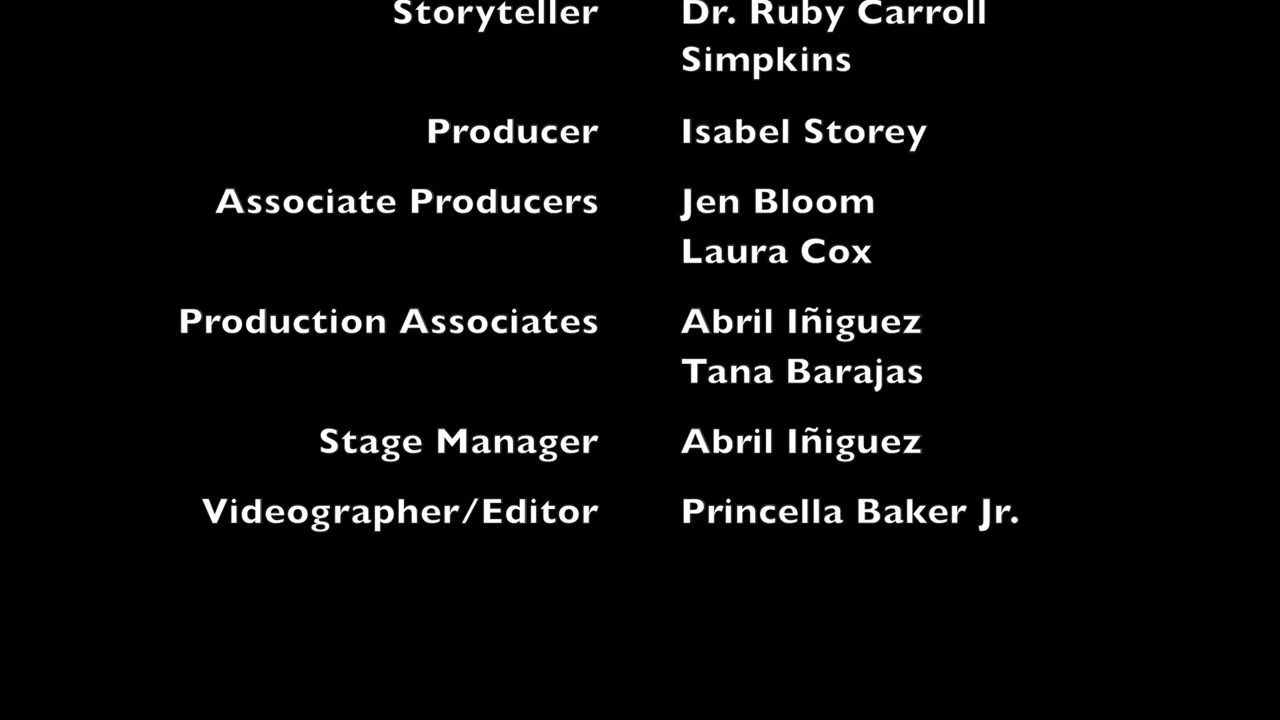 Storyteller Dr. Ruby Carroll
Simpkins
Producer Isabel Storey
Associate Producers Jen Bloom
Laura Cox
Production Associates Abril Iñiguez
Tana Barajas
Stage Manager Abril Iñiguez
Videographer/Editor Princella Baker Jr.